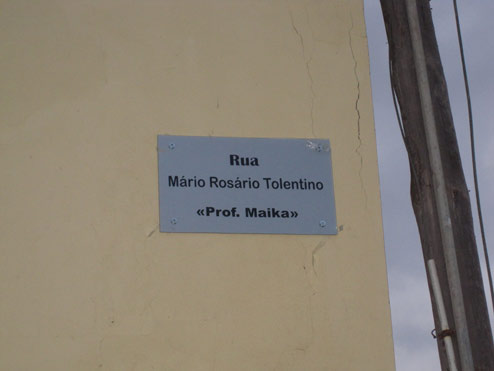 Rua
Mário Rosário Tolentino
«Prof. Maika»